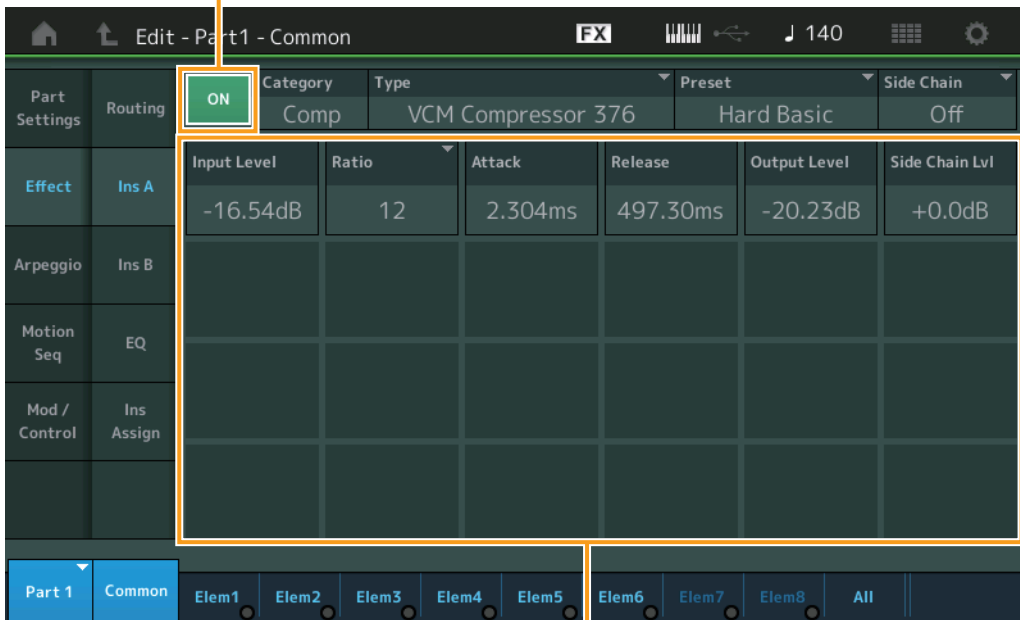 Edit - Part1 - Common
FX
♩ 140
Part
Settings
Routing
ON
Category
Comp
Type
VCM Compressor 376
Preset
Hard Basic
Side Chain
Off
Effect
Ins A
Input Level
-16.54dB
Ratio
12
Attack
2.304ms
Release
497.30ms
Output Level
-20.23dB
Side Chain Lvl
+0.0dB
Arpeggio
Ins B
Motion
Seq
EQ
Mod /
Control
Ins
Assign
Part 1
Common
Elem1
Elem2
Elem3
Elem4
Elem5
Elem6
Elem7
Elem8
All